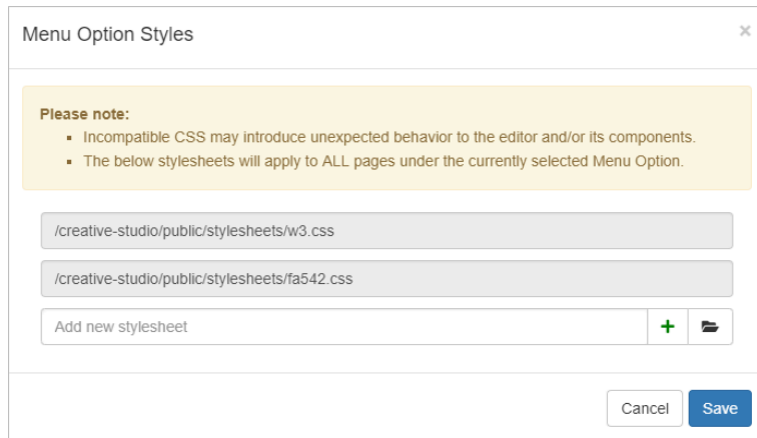 Menu Option Styles
×
Please note:
▪ Incompatible CSS may introduce unexpected behavior to the editor and/or its components.
▪ The below stylesheets will apply to ALL pages under the currently selected Menu Option.
/creative-studio/public/stylesheets/w3.css
/creative-studio/public/stylesheets/fa542.css
Add new stylesheet
Cancel Save